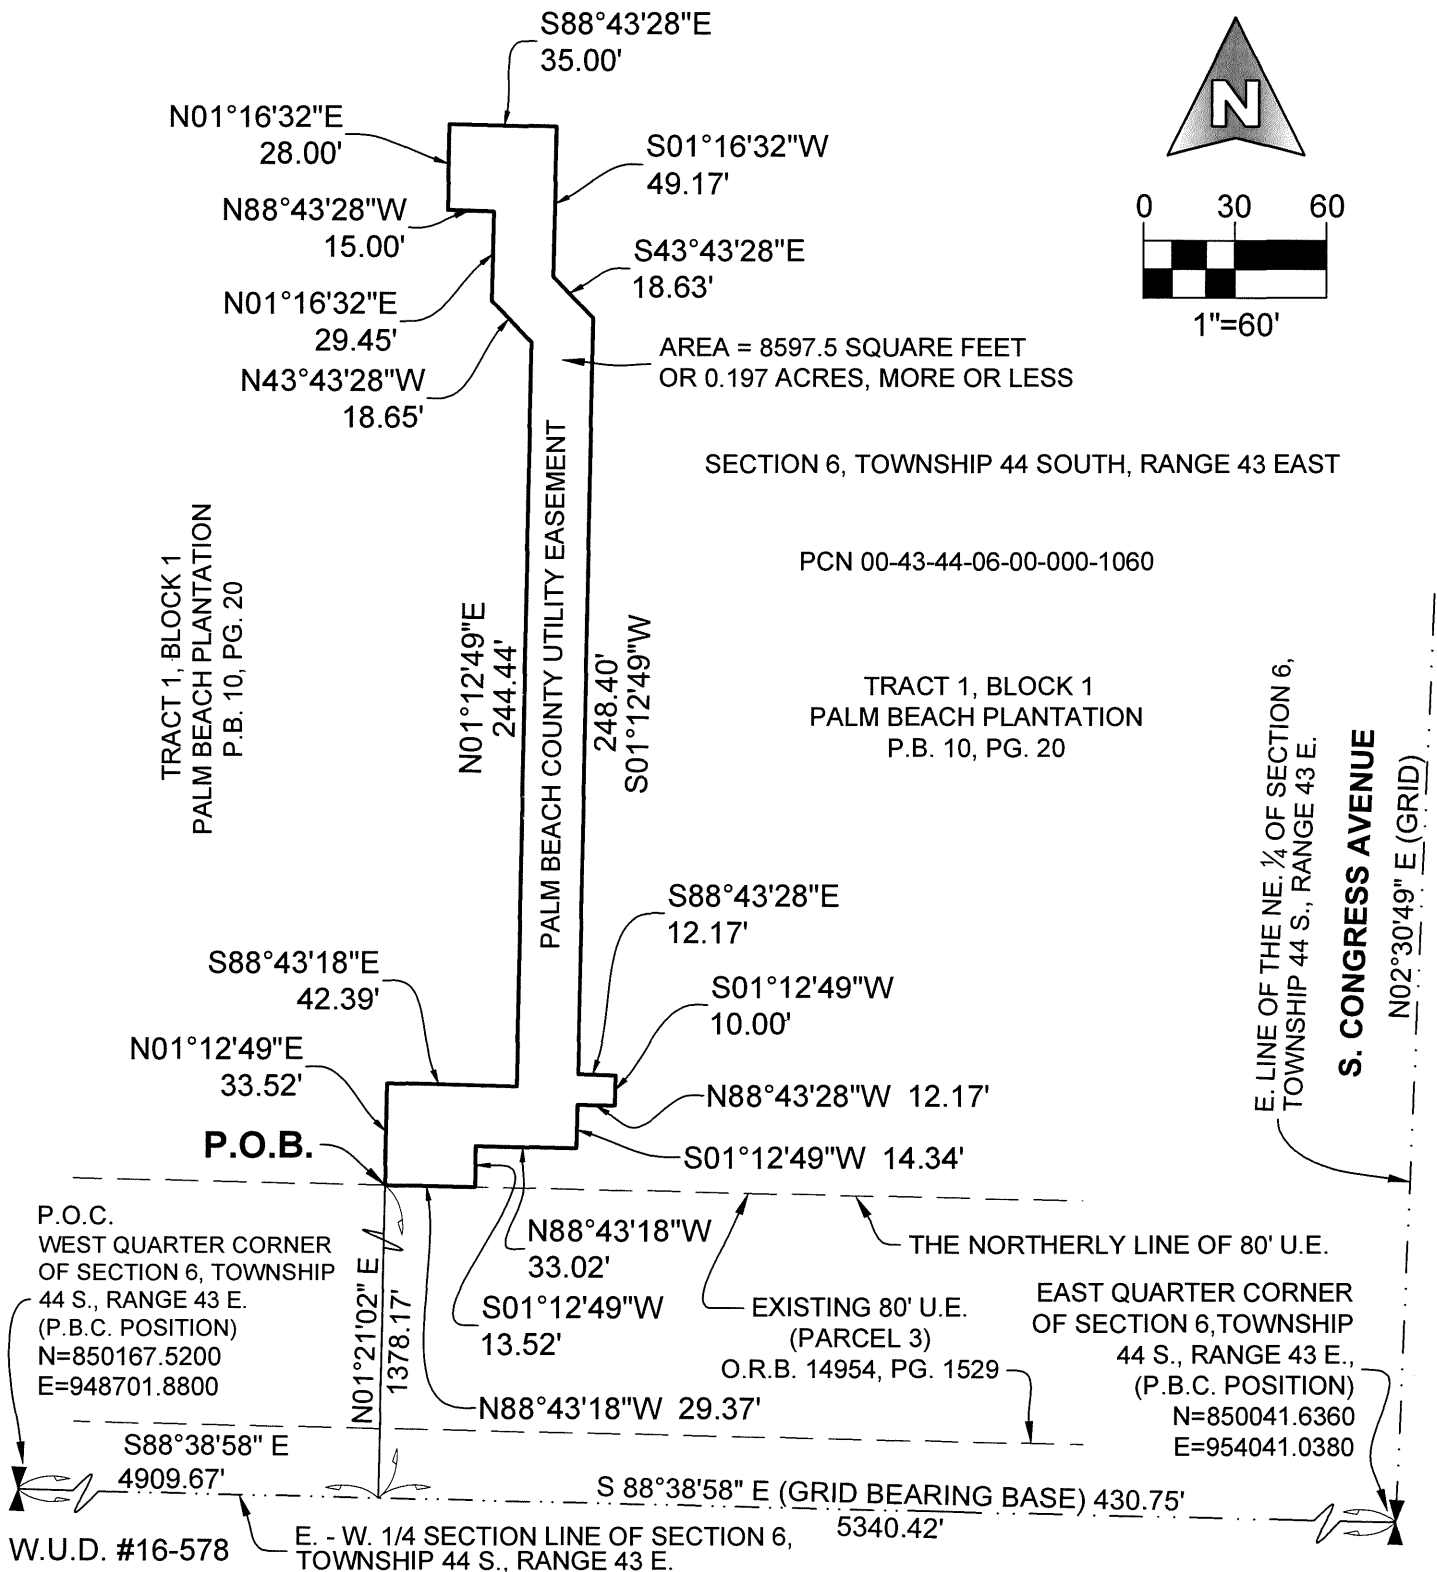 S88°43'28"E
35.00'
N
N01°16'32"E
28.00'
S01°16'32"W
49.17'
0 30 60
1"=60'
N88°43'28"W
15.00'
S43°43'28"E
18.63'
N01°16'32"E
29.45'
N43°43'28"W
18.65'
AREA = 8597.5 SQUARE FEET
OR 0.197 ACRES, MORE OR LESS
SECTION 6, TOWNSHIP 44 SOUTH, RANGE 43 EAST
PCN 00-43-44-06-00-000-1060
TRACT 1, BLOCK 1
PALM BEACH PLANTATION
P.B. 10, PG. 20
N01°12'49"E
244.44'
PALM BEACH COUNTY UTILITY EASEMENT
248.40'
S01°12'49"W
TRACT 1, BLOCK 1
PALM BEACH PLANTATION
P.B. 10, PG. 20
E. LINE OF THE NE. ¼ OF SECTION 6,
TOWNSHIP 44 S., RANGE 43 E.
S. CONGRESS AVENUE
N02°30'49" E (GRID)
S88°43'28"E
12.17'
S88°43'18"E
42.39'
S01°12'49"W
10.00'
N01°12'49"E
33.52'
N88°43'28"W 12.17'
P.O.B.
S01°12'49"W 14.34'
P.O.C.
WEST QUARTER CORNER
OF SECTION 6, TOWNSHIP
44 S., RANGE 43 E.
(P.B.C. POSITION)
N=850167.5200
E=948701.8800
N01°21'02" E
1378.17'
N88°43'18"W
33.02'
S01°12'49"W
13.52'
N88°43'18"W 29.37'
THE NORTHERLY LINE OF 80' U.E.
EXISTING 80' U.E.
(PARCEL 3)
O.R.B. 14954, PG. 1529
EAST QUARTER CORNER
OF SECTION 6,TOWNSHIP
44 S., RANGE 43 E.,
(P.B.C. POSITION)
N=850041.6360
E=954041.0380
S88°38'58" E
4909.67'
S 88°38'58" E (GRID BEARING BASE) 430.75'
5340.42'
W.U.D. #16-578
E. - W. 1/4 SECTION LINE OF SECTION 6,
TOWNSHIP 44 S., RANGE 43 E.